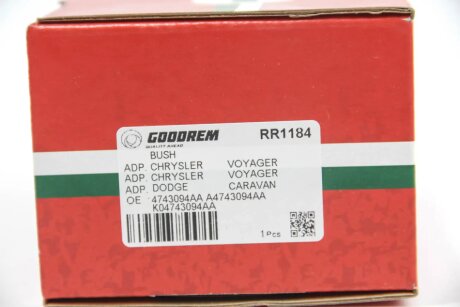 GOODREM RR1184
QUALITY AHEAD
BUSH
ADP. CHRYSLER VOYAGER
ADP. CHRYSLER VOYAGER
ADP. DODGE CARAVAN
OE : 4743094AA A4743094AA
K04743094AA
1 Pcs